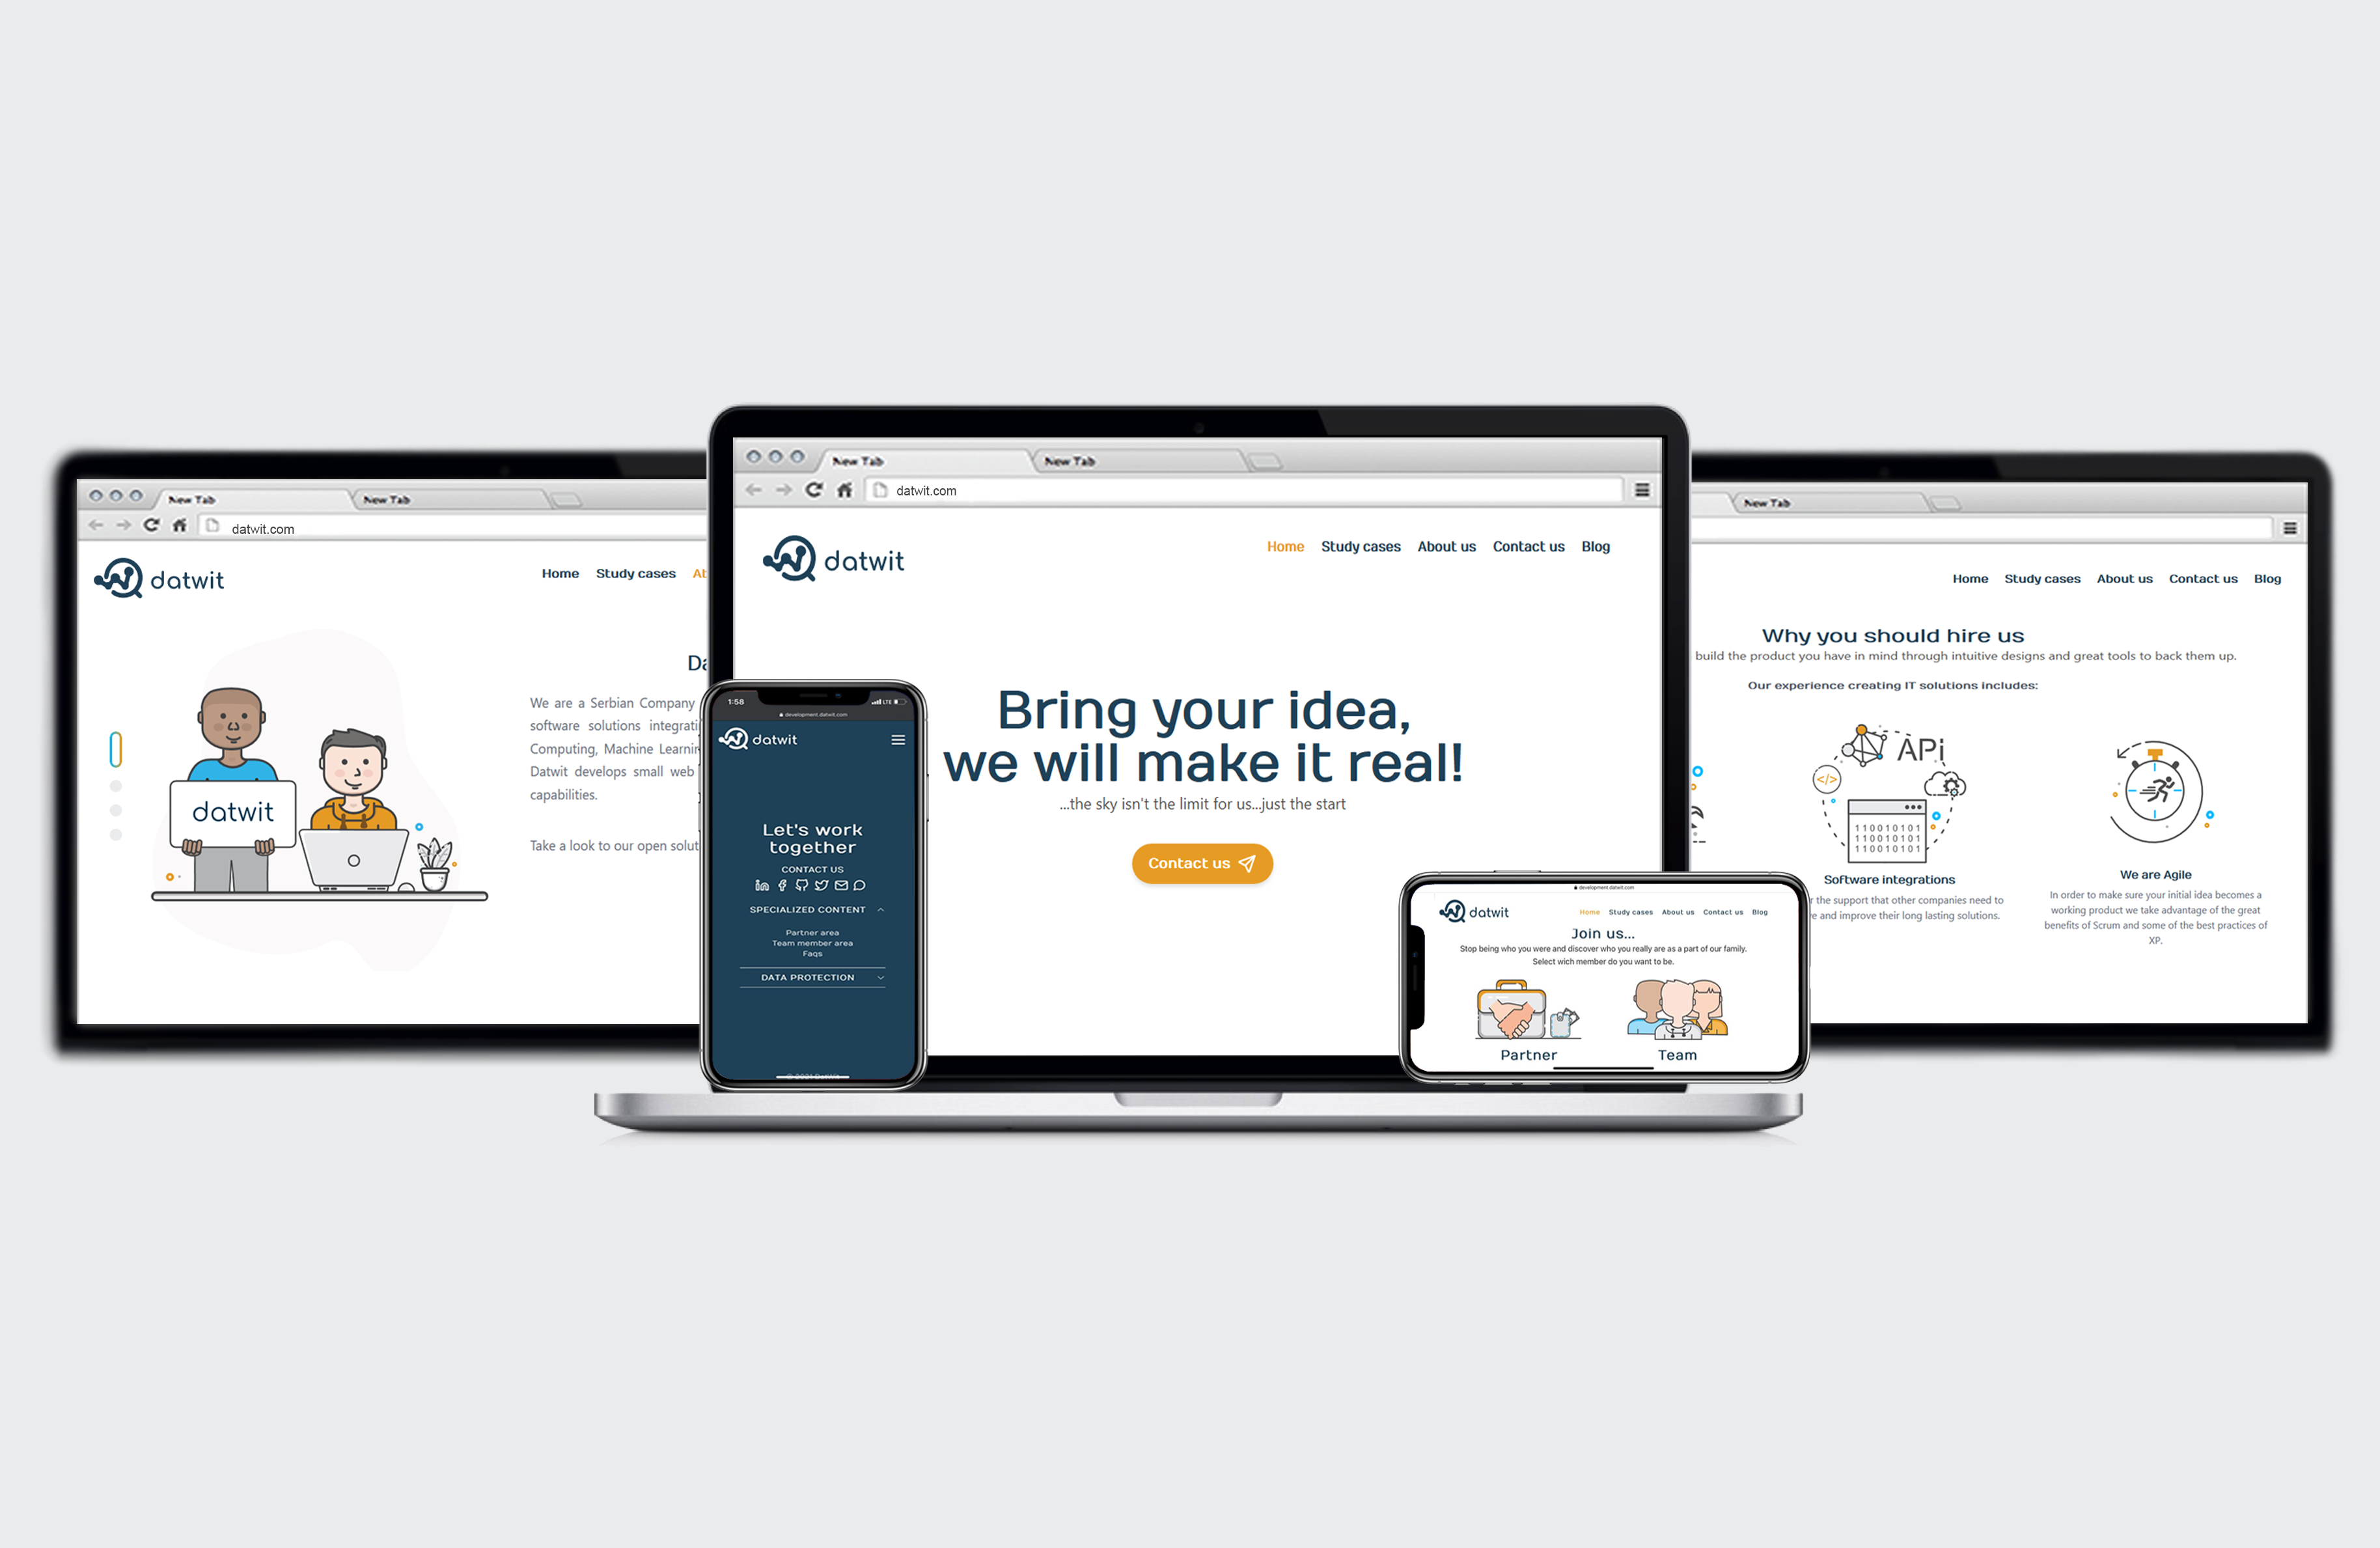 New Tab
New Tab
datwit.com
datwit
Home Study cases
We are a Serbian Company
software solutions
Computing, Machine
Datwit develops small web
capabilities.
Take a look to our open
datwit
New Tab
New Tab
datwit.com
datwit
Home Study cases About us Contact us Blog
Bring your idea,
we will make it real!
...the sky isn't the limit for us...just the start
Contact us
1:58
LTE
development.datwit.com
datwit
Let's work
together
CONTACT US
SPECIALIZED CONTENT
Partner area
Team member area
Faqs
DATA PROTECTION
development.datwit.com
datwit
Home Study cases About us Contact us Blog
Join us...
Stop being who you were and discover who you really are as a part of our family.
Select wich member do you want to be.
Partner
Team
New Tab
Home Study cases About us Contact us Blog
Why you should hire us
build the product you have in mind through intuitive designs and great tools to back them up.
Our experience creating IT solutions includes:
APi
</>
110010101
110010101
110010101
Software integrations
the support that other companies need to
and improve their long lasting solutions.
We are Agile
In order to make sure your initial idea becomes a
working product we take advantage of the great
benefits of Scrum and some of the best practices of
XP.